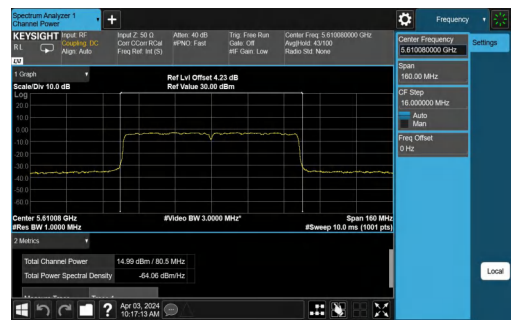 Spectrum Analyzer 1
Channel Power
+
Frequency
KEYSIGHT
RL
Input: RF
Coupling: DC
Align: Auto
Input Z: 50 Ω
Corr CCorr RCal
Freq Ref: Int (S)
Atten: 40 dB
#PNO: Fast
Trig: Free Run
Gate: Off
#IF Gain: Low
Center Freq: 5.610080000 GHz
Avg|Hold: 43/100
Radio Std: None
LW
1 Graph
Scale/Div 10.0 dB
Ref Lvl Offset 4.23 dB
Ref Value 30.00 dBm
Log
20.0
10.0
0.00
-10.0
-20.0
-30.0
-40.0
-50.0
-60.0
Center 5.61008 GHz
#Res BW 1.0000 MHz
#Video BW 3.0000 MHz*
Span 160 MHz
#Sweep 10.0 ms (1001 pts)
2 Metrics
Total Channel Power 14.99 dBm / 80.5 MHz
Total Power Spectral Density -64.06 dBm/Hz
?
Apr 03, 2024
10:17:13 AM
Center Frequency
5.610080000 GHz
Settings
Span
160.00 MHz
CF Step
16.000000 MHz
Auto
Man
Freq Offset
0 Hz
Local